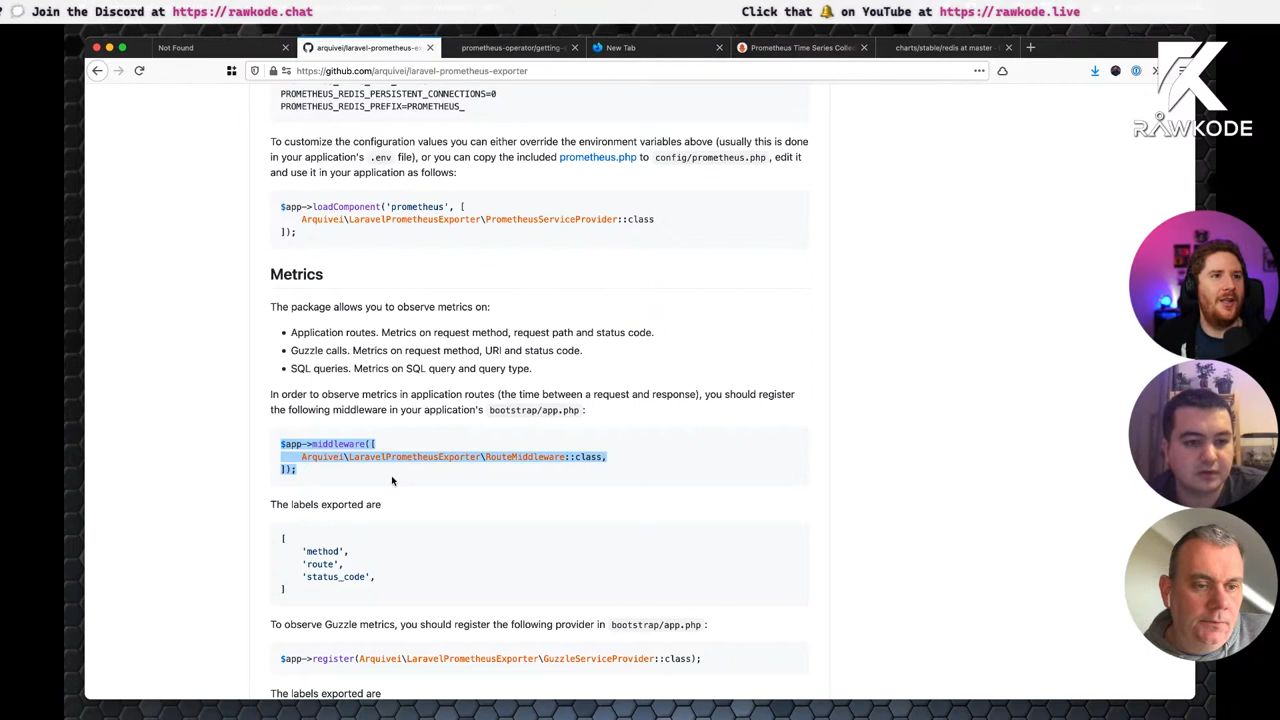 Join the Discord at https://rawkode.chat
Click that 🔔 on YouTube at https://rawkode.live
Not Found
arquivei/laravel-prometheus-ex
prometheus-operator/getting-
New Tab
Prometheus Time Series Collec
charts/stable/redis at master ·
https://github.com/arquivei/laravel-prometheus-exporter
RAWKODE
PROMETHEUS_REDIS_PERSISTENT_CONNECTIONS=0
PROMETHEUS_REDIS_PREFIX=PROMETHEUS_
To customize the configuration values you can either override the environment variables above (usually this is done
in your application's .env file), or you can copy the included prometheus.php to config/prometheus.php , edit it
and use it in your application as follows:
$app->loadComponent('prometheus', [
Arquivei\LaravelPrometheusExporter\PrometheusServiceProvider::class
]);
Metrics
The package allows you to observe metrics on:
• Application routes. Metrics on request method, request path and status code.
• Guzzle calls. Metrics on request method, URI and status code.
• SQL queries. Metrics on SQL query and query type.
In order to observe metrics in application routes (the time between a request and response), you should register
the following middleware in your application's bootstrap/app.php :
$app->middleware([
Arquivei\LaravelPrometheusExporter\RouteMiddleware::class,
]);
The labels exported are
[
'method',
'route',
'status_code',
]
To observe Guzzle metrics, you should register the following provider in bootstrap/app.php :
$app->register(Arquivei\LaravelPrometheusExporter\GuzzleServiceProvider::class);
The labels exported are